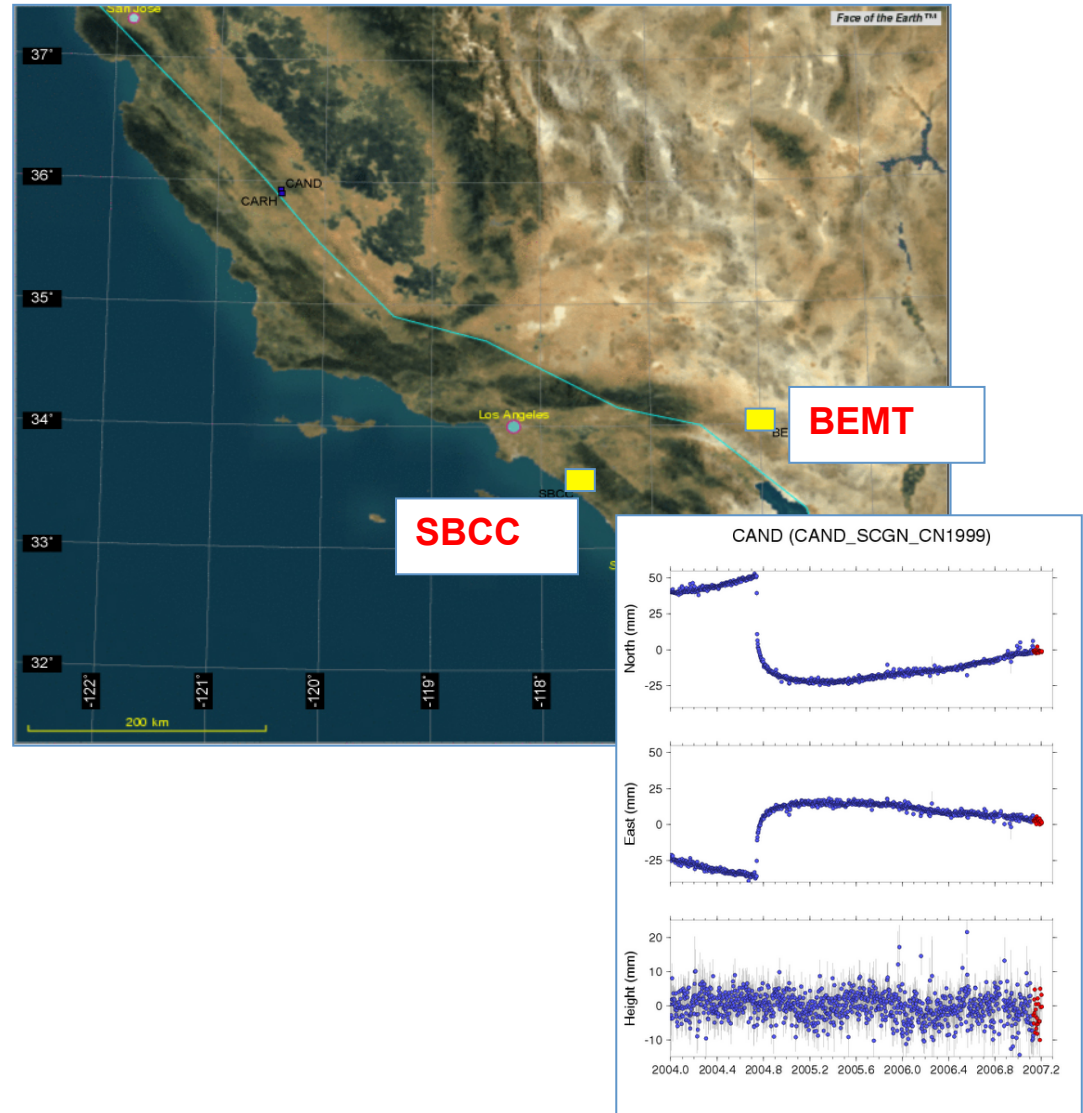 San Jose
Face of the Earth™
37°
36°
CAND
CARH
35°
34°
Los Angeles
BEMT
BE
SBCC
SBCC
33°
S
32°
-122°
-121°
-120°
-119°
-118°
200 km
CAND (CAND_SCGN_CN1999)
50
25
0
-25
North (mm)
50
25
0
-25
East (mm)
20
10
0
-10
Height (mm)
2004.0 2004.4 2004.8 2005.2 2005.6 2006.0 2006.4 2006.8 2007.2